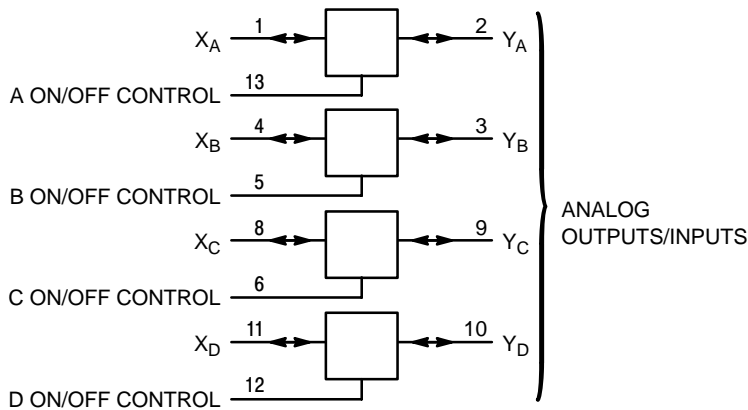 X_A 1 2 Y_A
A ON/OFF CONTROL 13
X_B 4 3 Y_B
B ON/OFF CONTROL 5
X_C 8 9 Y_C
C ON/OFF CONTROL 6
X_D 11 10 Y_D
D ON/OFF CONTROL 12
ANALOG
OUTPUTS/INPUTS